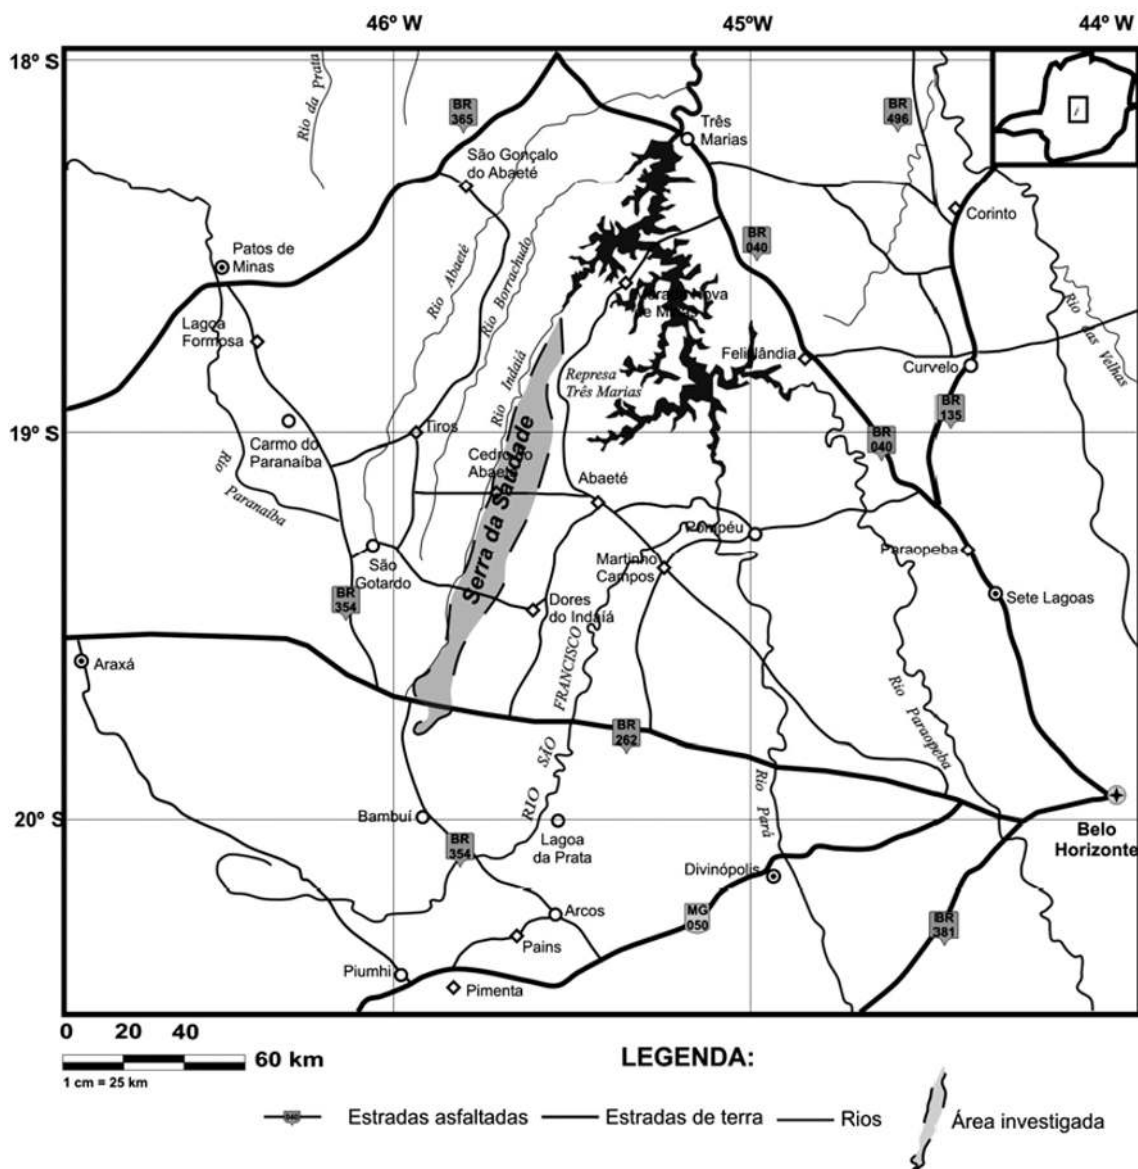 46º W
45º W
44º W
18º S
Rio da Prata
BR
365
BR
496
Três
Marias
São Gonçalo
do Abaeté
Corinto
Patos de
Minas
BR
040
Rio Abaeté
Rio Borrachudo
Rio das Velhas
Lagoa
Formosa
Rio Indaiá
Represa
Três Marias
Felixlândia
Curvelo
BR
135
19º S
Carmo do
Paranaíba
Tiros
BR
040
Rio
Paranaíba
Serra da Saudade
Abaeté
Pompéu
Paraopeba
São
Gotardo
Martinho
Campos
BR
354
Dores
do Indaiá
Sete Lagoas
Araxá
RIO SÃO FRANCISCO
BR
262
Rio Paraopeba
Rio Pará
Bambuí
20º S
Lagoa
da Prata
Belo
Horizonte
BR
354
Divinópolis
Arcos
MG
050
BR
381
Pains
Piumhi
Pimenta
0 20 40
60 km
1 cm = 25 km
LEGENDA:
Estradas asfaltadas
Estradas de terra
Rios
Área investigada